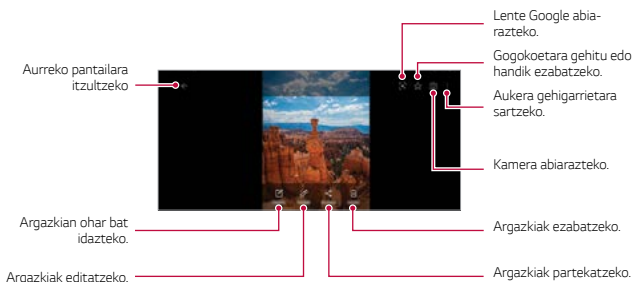 Lente Google abia-
razteko.
Gogokoetara gehitu edo
handik ezabatzeko.
Aurreko pantailara
itzultzeko
Aukera gehigarrietara
sartzeko.
Kamera abiarazteko.
Argazkian ohar bat
idazteko.
Argazkiak ezabatzeko.
Argazkiak editatzeko.
Argazkiak partekatzeko.